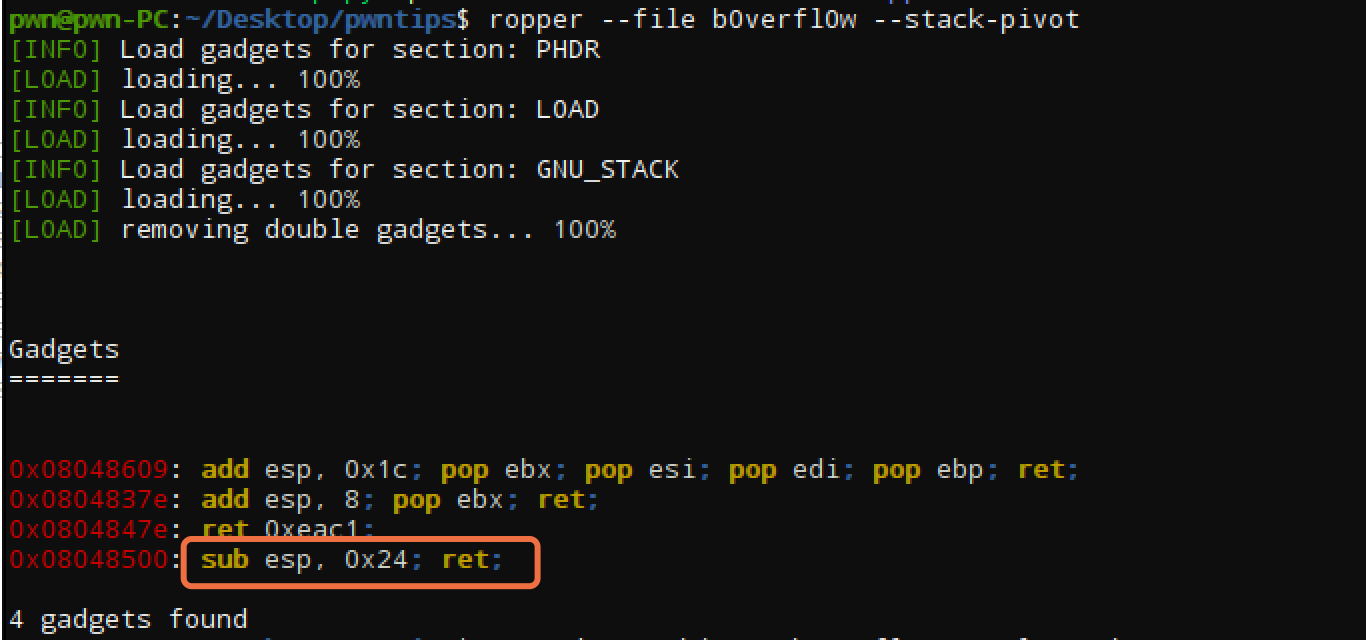 pwn@pwn-PC:~/Desktop/pwntips$ ropper --file b0verfl0w --stack-pivot
[INFO] Load gadgets for section: PHDR
[LOAD] loading... 100%
[INFO] Load gadgets for section: LOAD
[LOAD] loading... 100%
[INFO] Load gadgets for section: GNU_STACK
[LOAD] loading... 100%
[LOAD] removing double gadgets... 100%
Gadgets
=======
0x08048609: add esp, 0x1c; pop ebx; pop esi; pop edi; pop ebp; ret;
0x0804837e: add esp, 8; pop ebx; ret;
0x0804847e: ret 0xeac1;
0x08048500: sub esp, 0x24; ret;
4 gadgets found